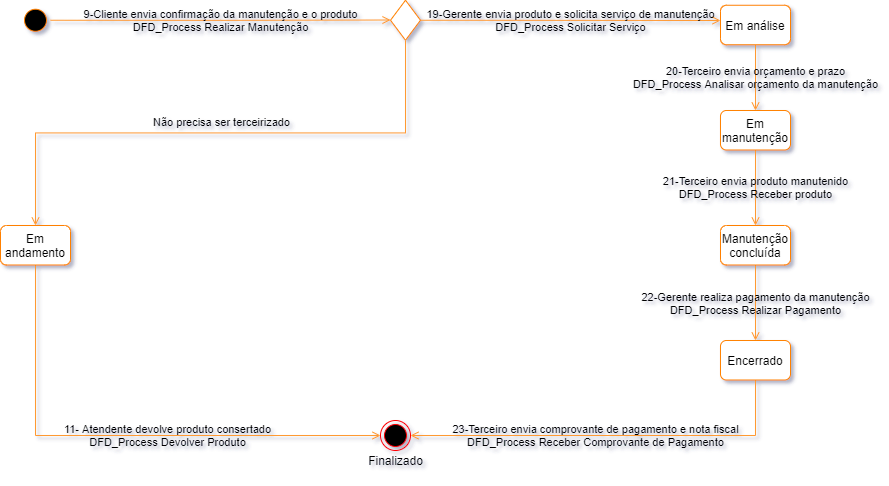 9-Cliente envia confirmação da manutenção e o produto
DFD_Process Realizar Manutenção
19-Gerente envia produto e solicita serviço de manutenção
DFD_Process Solicitar Serviço
Em análise
20-Terceiro envia orçamento e prazo
DFD_Process Analisar orçamento da manutenção
Não precisa ser terceirizado
Em
manutenção
21-Terceiro envia produto manutenido
DFD_Process Receber produto
Em
andamento
Manutenção
concluída
22-Gerente realiza pagamento da manutenção
DFD_Process Realizar Pagamento
Encerrado
11- Atendente devolve produto consertado
DFD_Process Devolver Produto
23-Terceiro envia comprovante de pagamento e nota fiscal
DFD_Process Receber Comprovante de Pagamento
Finalizado